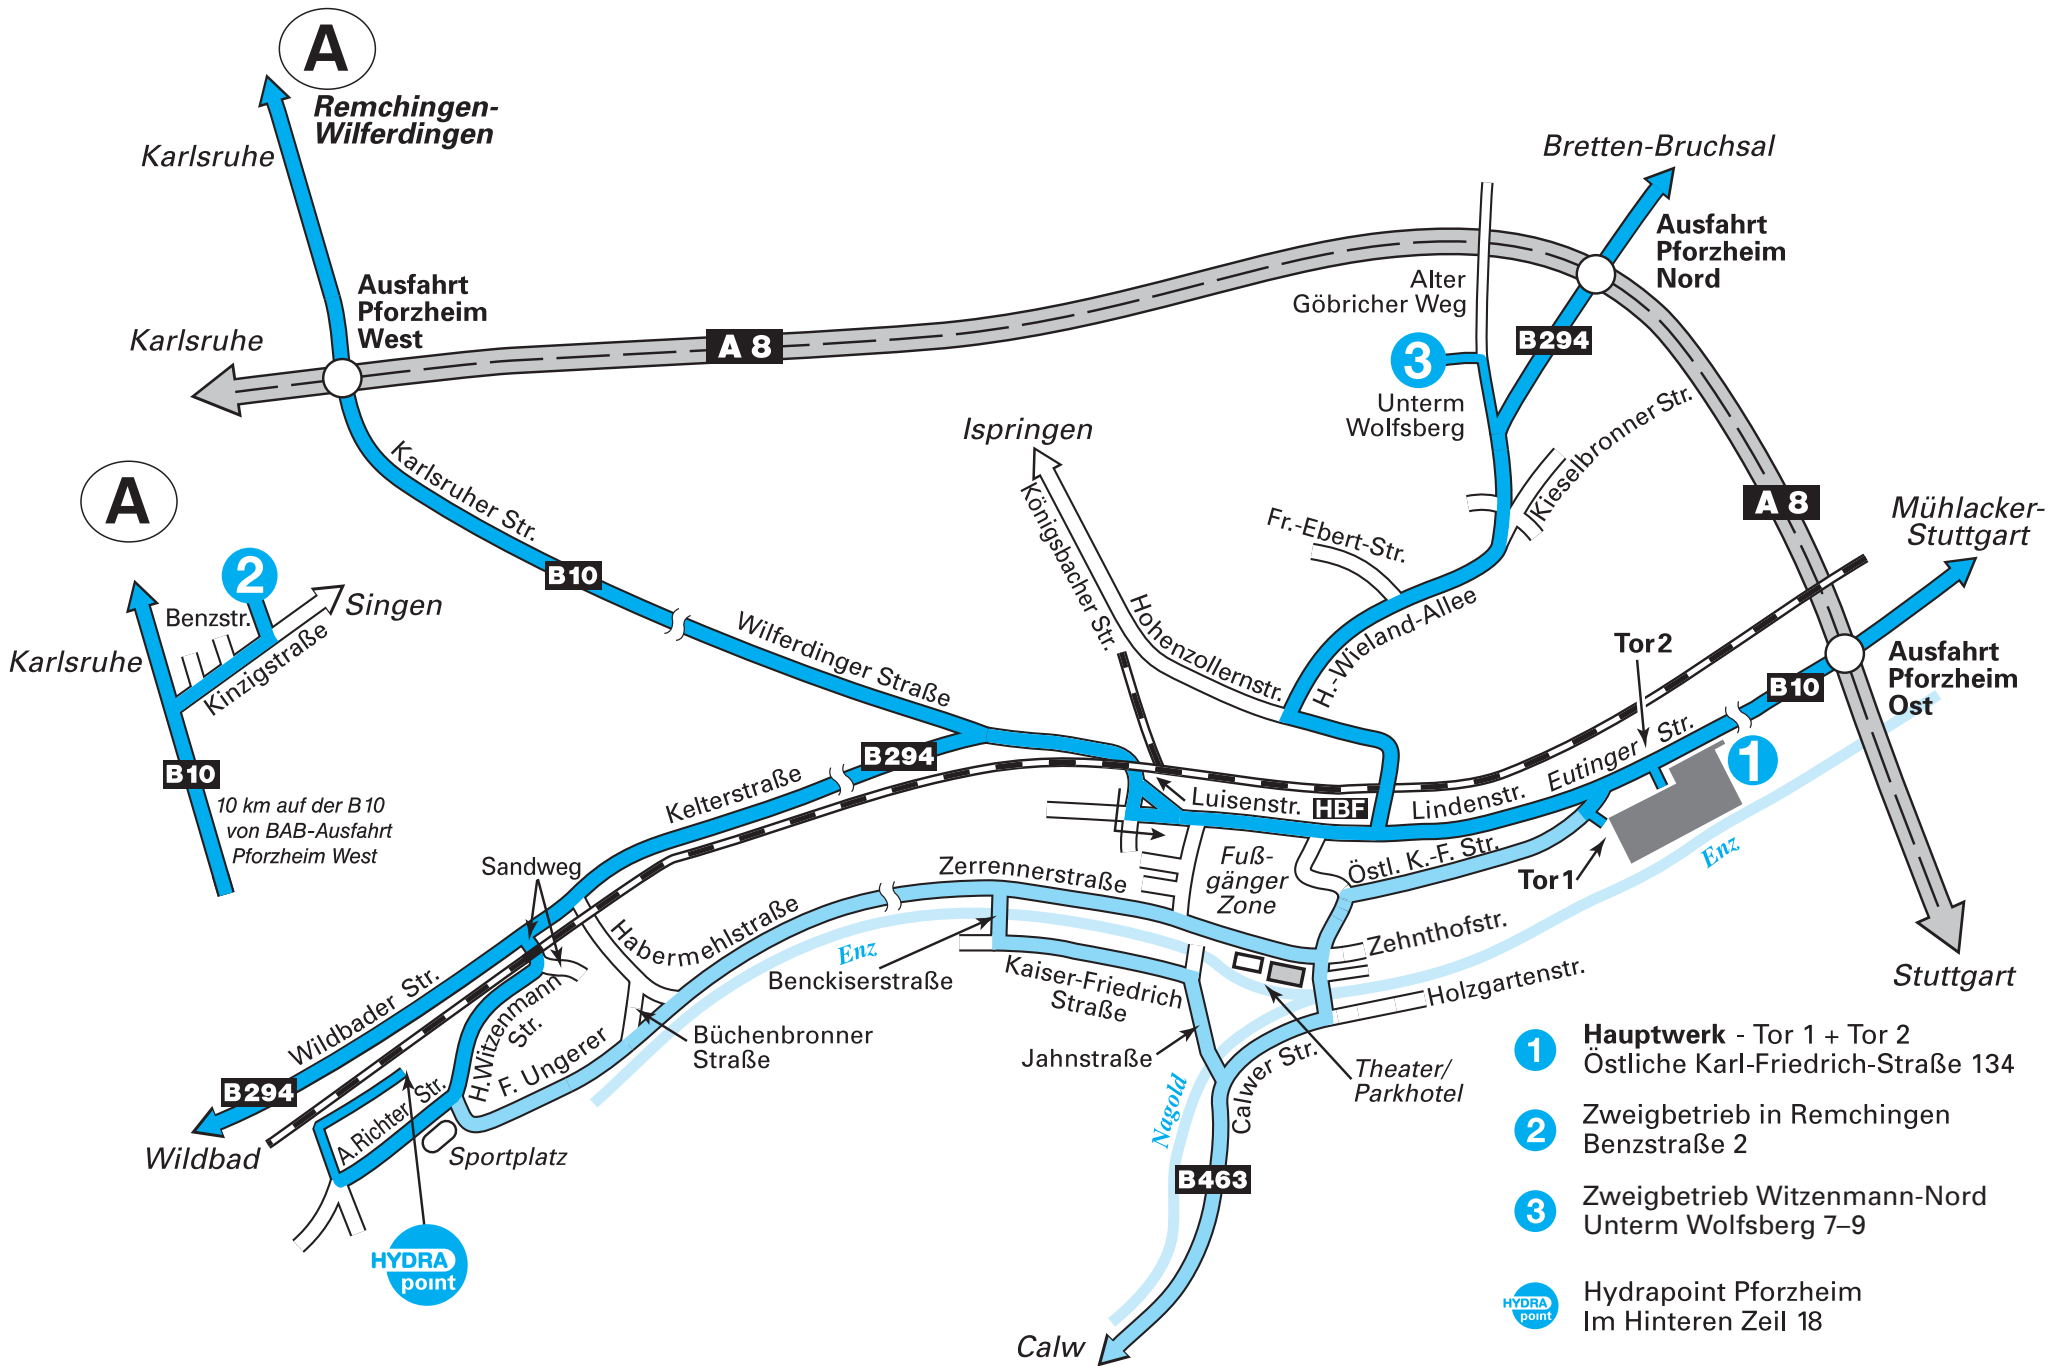 A
Remchingen-
Wilferdingen
Karlsruhe
Bretten-Bruchsal
Ausfahrt
Pforzheim
Nord
Ausfahrt
Pforzheim
West
Karlsruhe
A 8
Alter
Göbricher Weg
B294
3
Unterm
Wolfsberg
Kieselbronner Str.
Ispringen
Karlsruher Str.
A
B10
Königsbacher Str.
Fr.-Ebert-Str.
A 8
Mühlacker-
Stuttgart
2
Benzstr.
Singen
Karlsruhe
Kinzigstraße
B10
10 km auf der B10
von BAB-Ausfahrt
Pforzheim West
Wilferdinger Straße
Hohenzollernstr.
H.-Wieland-Allee
Tor 2
Ausfahrt
Pforzheim
Ost
B10
B294
Kelterstraße
Luisenstr.
HBF
Lindenstr.
Eutinger Str.
1
Enz
Sandweg
Zerrennerstraße
Fuß-
gänger
Zone
Östl. K.-F. Str.
Tor 1
Habermehlstraße
Enz
Benckiserstraße
Kaiser-Friedrich
Straße
Zehnthofstr.
Holzgartenstr.
Stuttgart
Wildbader Str.
H.Witzenmann
Str.
F. Ungerer
Büchenbronner
Straße
Jahnstraße
Calwer Str.
Theater/
Parkhotel
Nagold
B294
Wildbad
A.Richter Str.
Sportplatz
HYDRA
point
B463
Calw
1
Hauptwerk - Tor 1 + Tor 2
Östliche Karl-Friedrich-Straße 134
2
Zweigbetrieb in Remchingen
Benzstraße 2
3
Zweigbetrieb Witzenmann-Nord
Unterm Wolfsberg 7–9
HYDRA
point
Hydrapoint Pforzheim
Im Hinteren Zeil 18